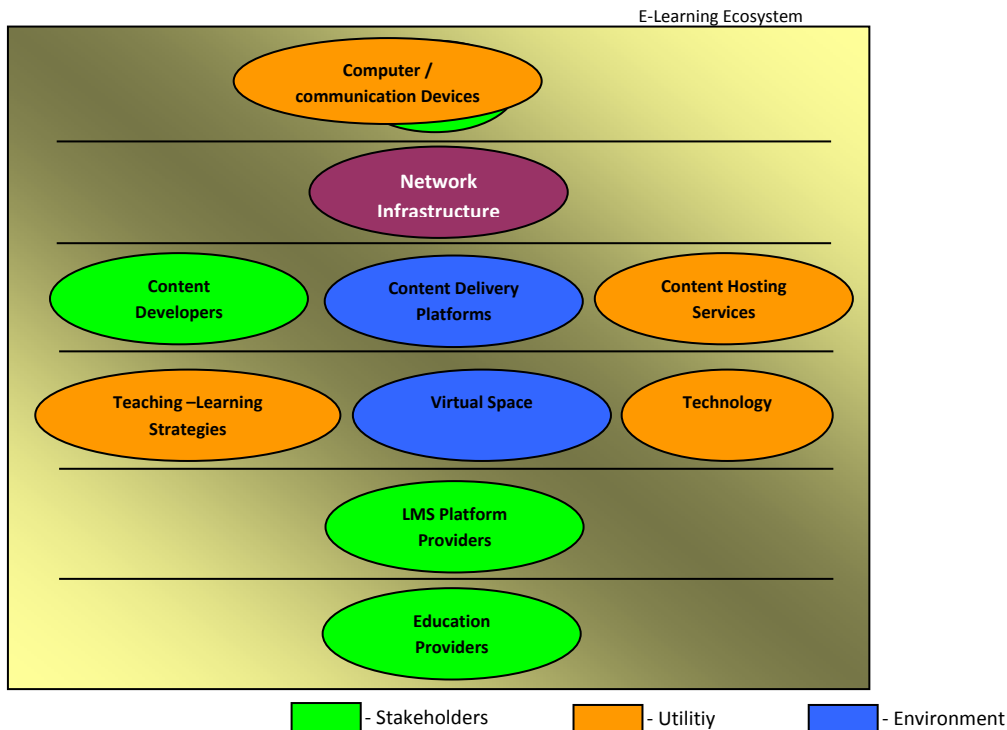 E-Learning Ecosystem
Computer /
communication Devices
Network
Infrastructure
Content
Developers
Content Delivery
Platforms
Content Hosting
Services
Teaching –Learning
Strategies
Virtual Space
Technology
LMS Platform
Providers
Education
Providers
- Stakeholders
- Utilitiy
- Environment